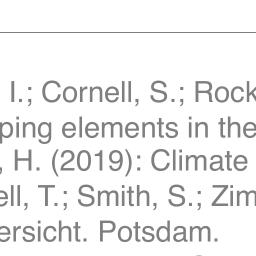 I.; Cornell, S.; Rock
ping elements in the
, H. (2019): Climate
ell, T.; Smith, S.; Zim
ersicht. Potsdam.